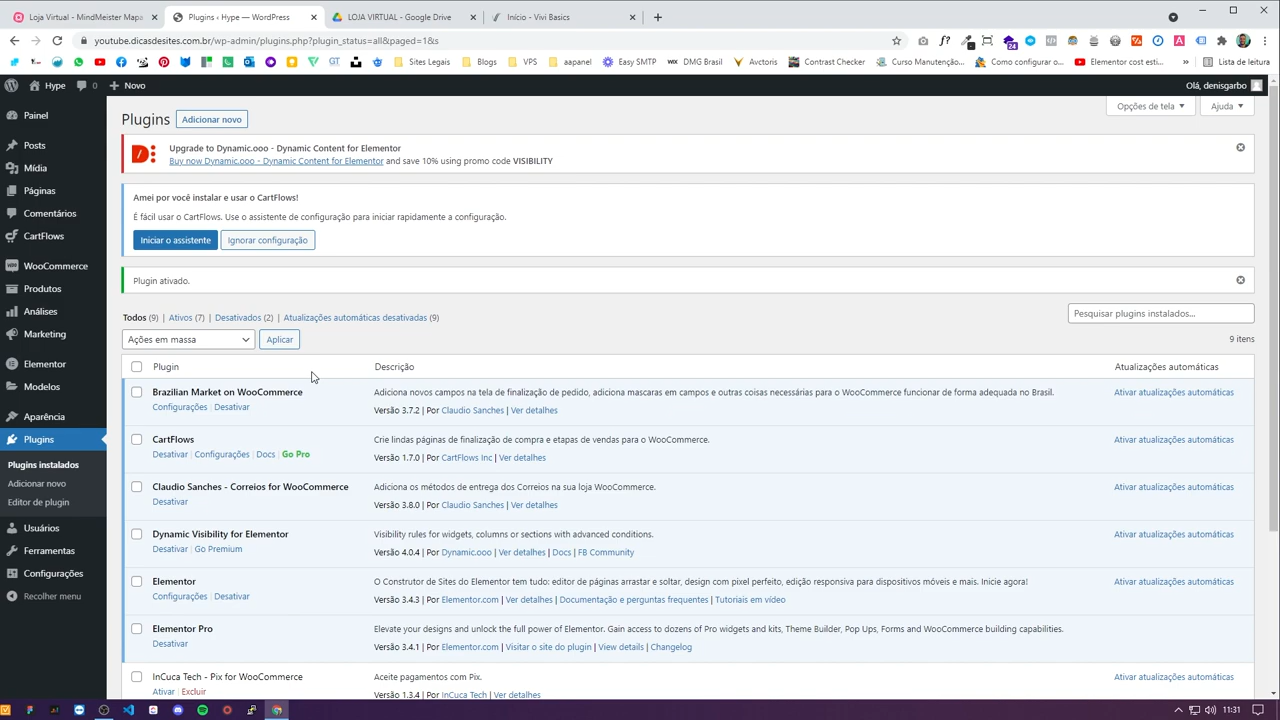 Loja Virtual - MindMeister Mapa
Plugins ‹ Hype — WordPress
LOJA VIRTUAL - Google Drive
Início - Vivi Basics
youtube.dicasdesites.com.br/wp-admin/plugins.php?plugin_status=all&paged=1&s
Sites Legais
Blogs
VPS
aapanel
Easy SMTP
DMG Brasil
Avctoris
Contrast Checker
Curso Manutenção...
Como configurar o...
Elementor cost esti...
Lista de leitura
Hype
0
Novo
Olá, denisgarbo
Painel
Posts
Mídia
Páginas
Comentários
CartFlows
WooCommerce
Produtos
Análises
Marketing
Elementor
Modelos
Aparência
Plugins
Plugins instalados
Adicionar novo
Editor de plugin
Usuários
Ferramentas
Configurações
Recolher menu
Opções de tela
Ajuda
Plugins
Adicionar novo
Upgrade to Dynamic.ooo - Dynamic Content for Elementor
Buy now Dynamic.ooo - Dynamic Content for Elementor and save 10% using promo code VISIBILITY
Amei por você instalar e usar o CartFlows!
É fácil usar o CartFlows. Use o assistente de configuração para iniciar rapidamente a configuração.
Iniciar o assistente
Ignorar configuração
Plugin ativado.
Todos (9) | Ativos (7) | Desativados (2) | Atualizações automáticas desativadas (9)
Pesquisar plugins instalados...
Ações em massa
Aplicar
9 itens
Plugin
Descrição
Atualizações automáticas
Brazilian Market on WooCommerce
Configurações | Desativar
Adiciona novos campos na tela de finalização de pedido, adiciona mascaras em campos e outras coisas necessárias para o WooCommerce funcionar de forma adequada no Brasil.
Versão 3.7.2 | Por Claudio Sanches | Ver detalhes
Ativar atualizações automáticas
CartFlows
Desativar | Configurações | Docs | Go Pro
Crie lindas páginas de finalização de compra e etapas de vendas para o WooCommerce.
Versão 1.7.0 | Por CartFlows Inc | Ver detalhes
Ativar atualizações automáticas
Claudio Sanches - Correios for WooCommerce
Desativar
Adiciona os métodos de entrega dos Correios na sua loja WooCommerce.
Versão 3.8.0 | Por Claudio Sanches | Ver detalhes
Ativar atualizações automáticas
Dynamic Visibility for Elementor
Desativar | Go Premium
Visibility rules for widgets, columns or sections with advanced conditions.
Versão 4.0.4 | Por Dynamic.ooo | Ver detalhes | Docs | FB Community
Ativar atualizações automáticas
Elementor
Configurações | Desativar
O Construtor de Sites do Elementor tem tudo: editor de páginas arrastar e soltar, design com pixel perfeito, edição responsiva para dispositivos móveis e mais. Inicie agora!
Versão 3.4.3 | Por Elementor.com | Ver detalhes | Documentação e perguntas frequentes | Tutoriais em vídeo
Ativar atualizações automáticas
Elementor Pro
Desativar
Elevate your designs and unlock the full power of Elementor. Gain access to dozens of Pro widgets and kits, Theme Builder, Pop Ups, Forms and WooCommerce building capabilities.
Versão 3.4.1 | Por Elementor.com | Visitar o site do plugin | View details | Changelog
InCuca Tech - Pix for WooCommerce
Ativar | Excluir
Aceite pagamentos com Pix.
Versão 1.3.4 | Por InCuca Tech | Ver detalhes
Ativar atualizações automáticas
11:31